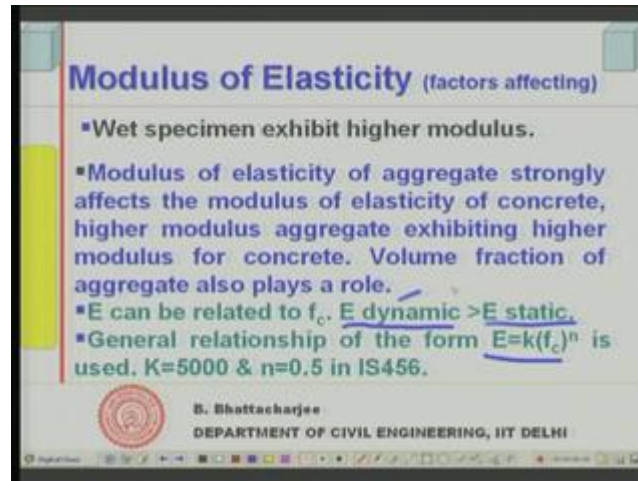 Modulus of Elasticity (factors affecting)
▪Wet specimen exhibit higher modulus.
▪Modulus of elasticity of aggregate strongly
affects the modulus of elasticity of concrete,
higher modulus aggregate exhibiting higher
modulus for concrete. Volume fraction of
aggregate also plays a role.
▪E can be related to fc. E dynamic >E static.
▪General relationship of the form E=k(fc)ⁿ is
used. K=5000 & n=0.5 in IS456.
B. Bhattacharjee
DEPARTMENT OF CIVIL ENGINEERING, IIT DELHI